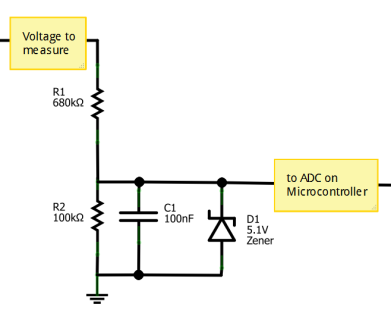 Voltage to
measure
R1
680kΩ
R2
100kΩ
C1
100nF
D1
5.1V
Zener
to ADC on
Microcontroller